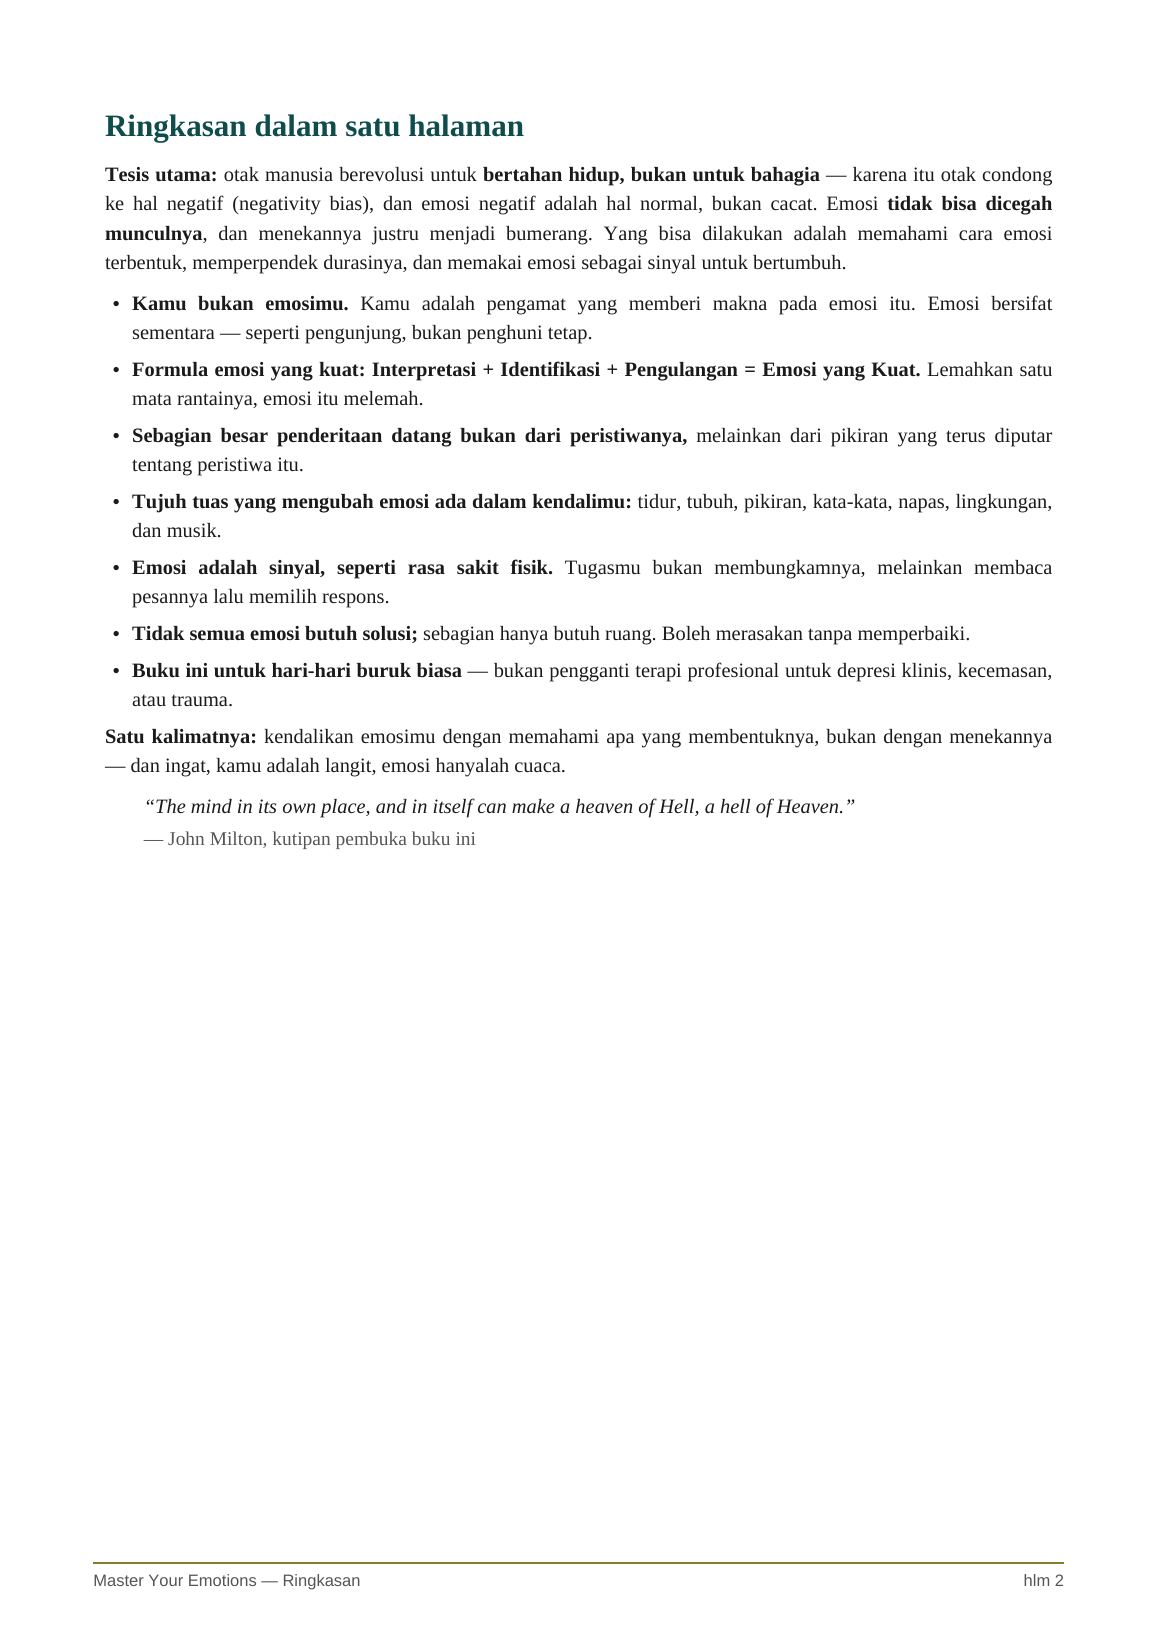 Ringkasan dalam satu halaman
Tesis utama: otak manusia berevolusi untuk bertahan hidup, bukan untuk bahagia — karena itu otak condong
ke hal negatif (negativity bias), dan emosi negatif adalah hal normal, bukan cacat. Emosi tidak bisa dicegah
munculnya, dan menekannya justru menjadi bumerang. Yang bisa dilakukan adalah memahami cara emosi
terbentuk, memperpendek durasinya, dan memakai emosi sebagai sinyal untuk bertumbuh.
• Kamu bukan emosimu. Kamu adalah pengamat yang memberi makna pada emosi itu. Emosi bersifat
sementara — seperti pengunjung, bukan penghuni tetap.
• Formula emosi yang kuat: Interpretasi + Identifikasi + Pengulangan = Emosi yang Kuat. Lemahkan satu
mata rantainya, emosi itu melemah.
• Sebagian besar penderitaan datang bukan dari peristiwanya, melainkan dari pikiran yang terus diputar
tentang peristiwa itu.
• Tujuh tuas yang mengubah emosi ada dalam kendalimu: tidur, tubuh, pikiran, kata-kata, napas, lingkungan,
dan musik.
• Emosi adalah sinyal, seperti rasa sakit fisik. Tugasmu bukan membungkamnya, melainkan membaca
pesannya lalu memilih respons.
• Tidak semua emosi butuh solusi; sebagian hanya butuh ruang. Boleh merasakan tanpa memperbaiki.
• Buku ini untuk hari-hari buruk biasa — bukan pengganti terapi profesional untuk depresi klinis, kecemasan,
atau trauma.
Satu kalimatnya: kendalikan emosimu dengan memahami apa yang membentuknya, bukan dengan menekannya
— dan ingat, kamu adalah langit, emosi hanyalah cuaca.
“The mind in its own place, and in itself can make a heaven of Hell, a hell of Heaven.”
— John Milton, kutipan pembuka buku ini
Master Your Emotions — Ringkasan
hlm 2